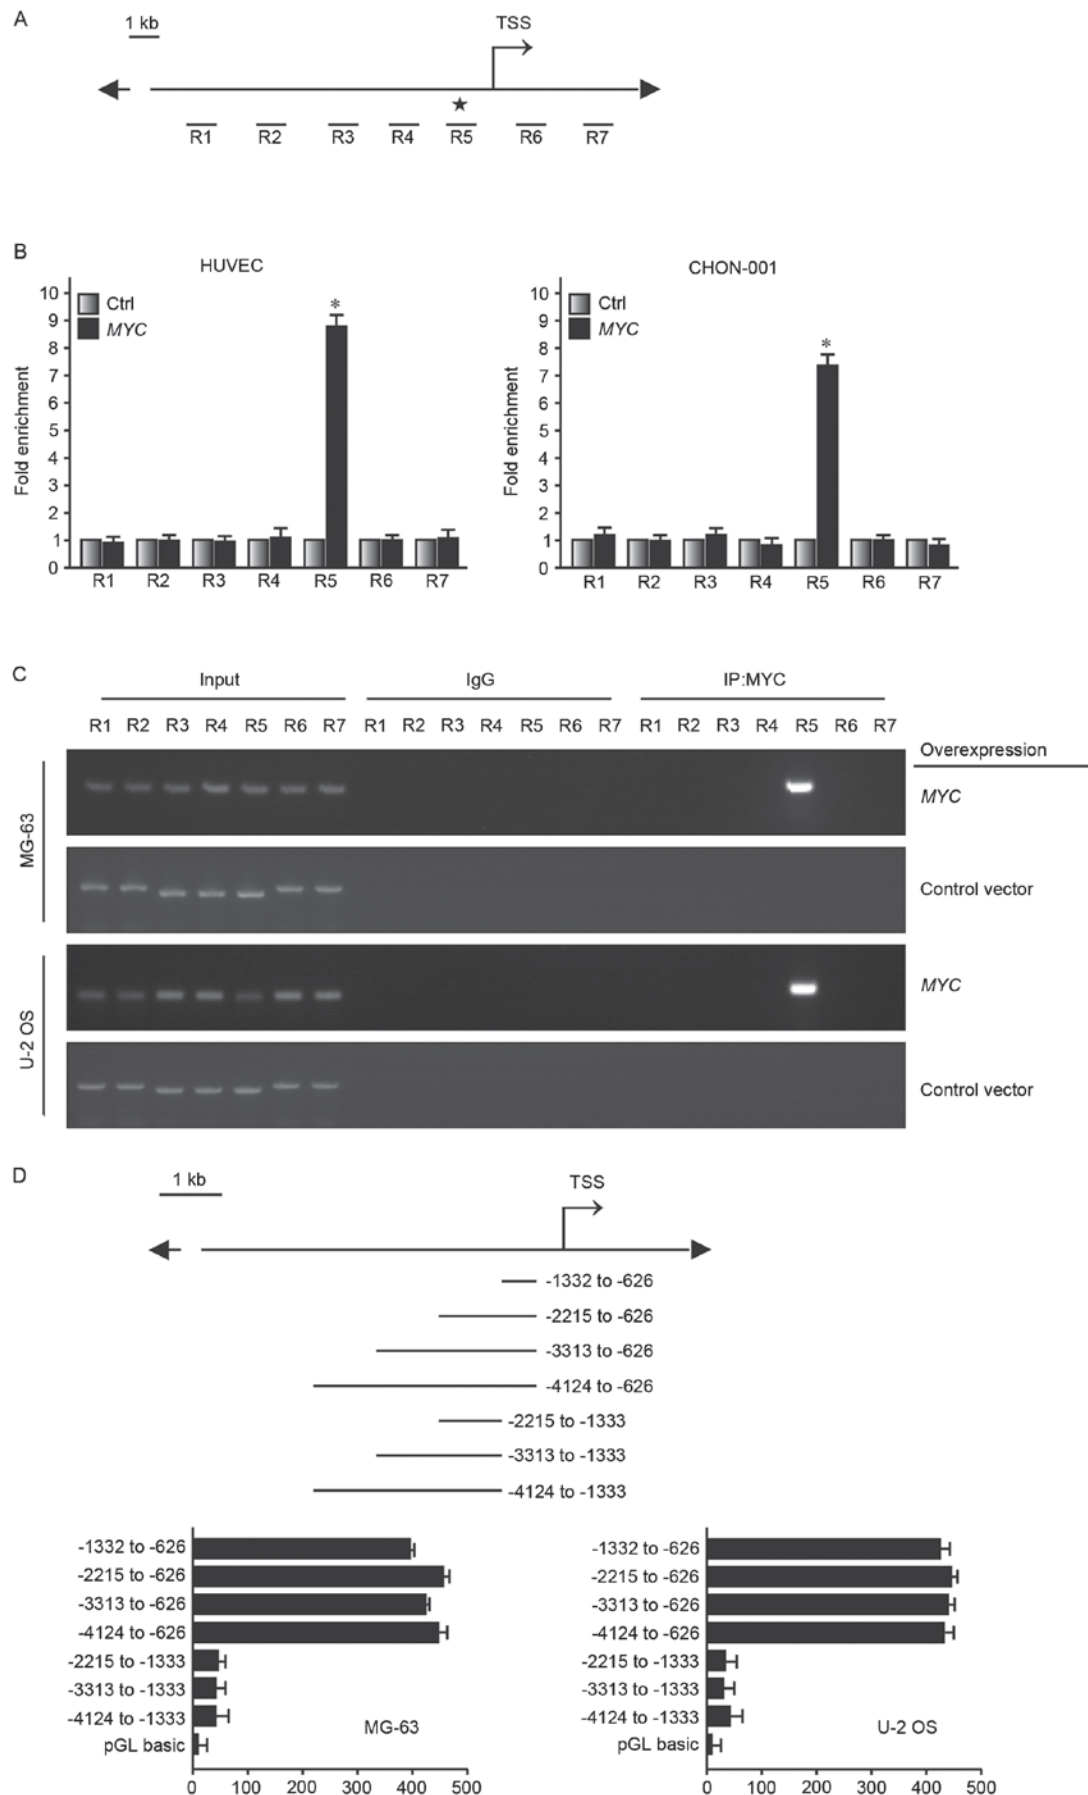 A
1 kb
TSS
★
R1 R2 R3 R4 R5 R6 R7
B
HUVEC
Ctrl
MYC
*
Fold enrichment
10
9
8
7
6
5
4
3
2
1
0
R1 R2 R3 R4 R5 R6 R7
CHON-001
Ctrl
MYC
*
Fold enrichment
10
9
8
7
6
5
4
3
2
1
0
R1 R2 R3 R4 R5 R6 R7
C
Input IgG IP:MYC
R1 R2 R3 R4 R5 R6 R7 R1 R2 R3 R4 R5 R6 R7 R1 R2 R3 R4 R5 R6 R7
Overexpression
MG-63
MYC
Control vector
U-2 OS
MYC
Control vector
D
1 kb
TSS
-1332 to -626
-2215 to -626
-3313 to -626
-4124 to -626
-2215 to -1333
-3313 to -1333
-4124 to -1333
-1332 to -626
-2215 to -626
-3313 to -626
-4124 to -626
-2215 to -1333
-3313 to -1333
-4124 to -1333
pGL basic
MG-63
0 100 200 300 400 500
-1332 to -626
-2215 to -626
-3313 to -626
-4124 to -626
-2215 to -1333
-3313 to -1333
-4124 to -1333
pGL basic
U-2 OS
0 100 200 300 400 500